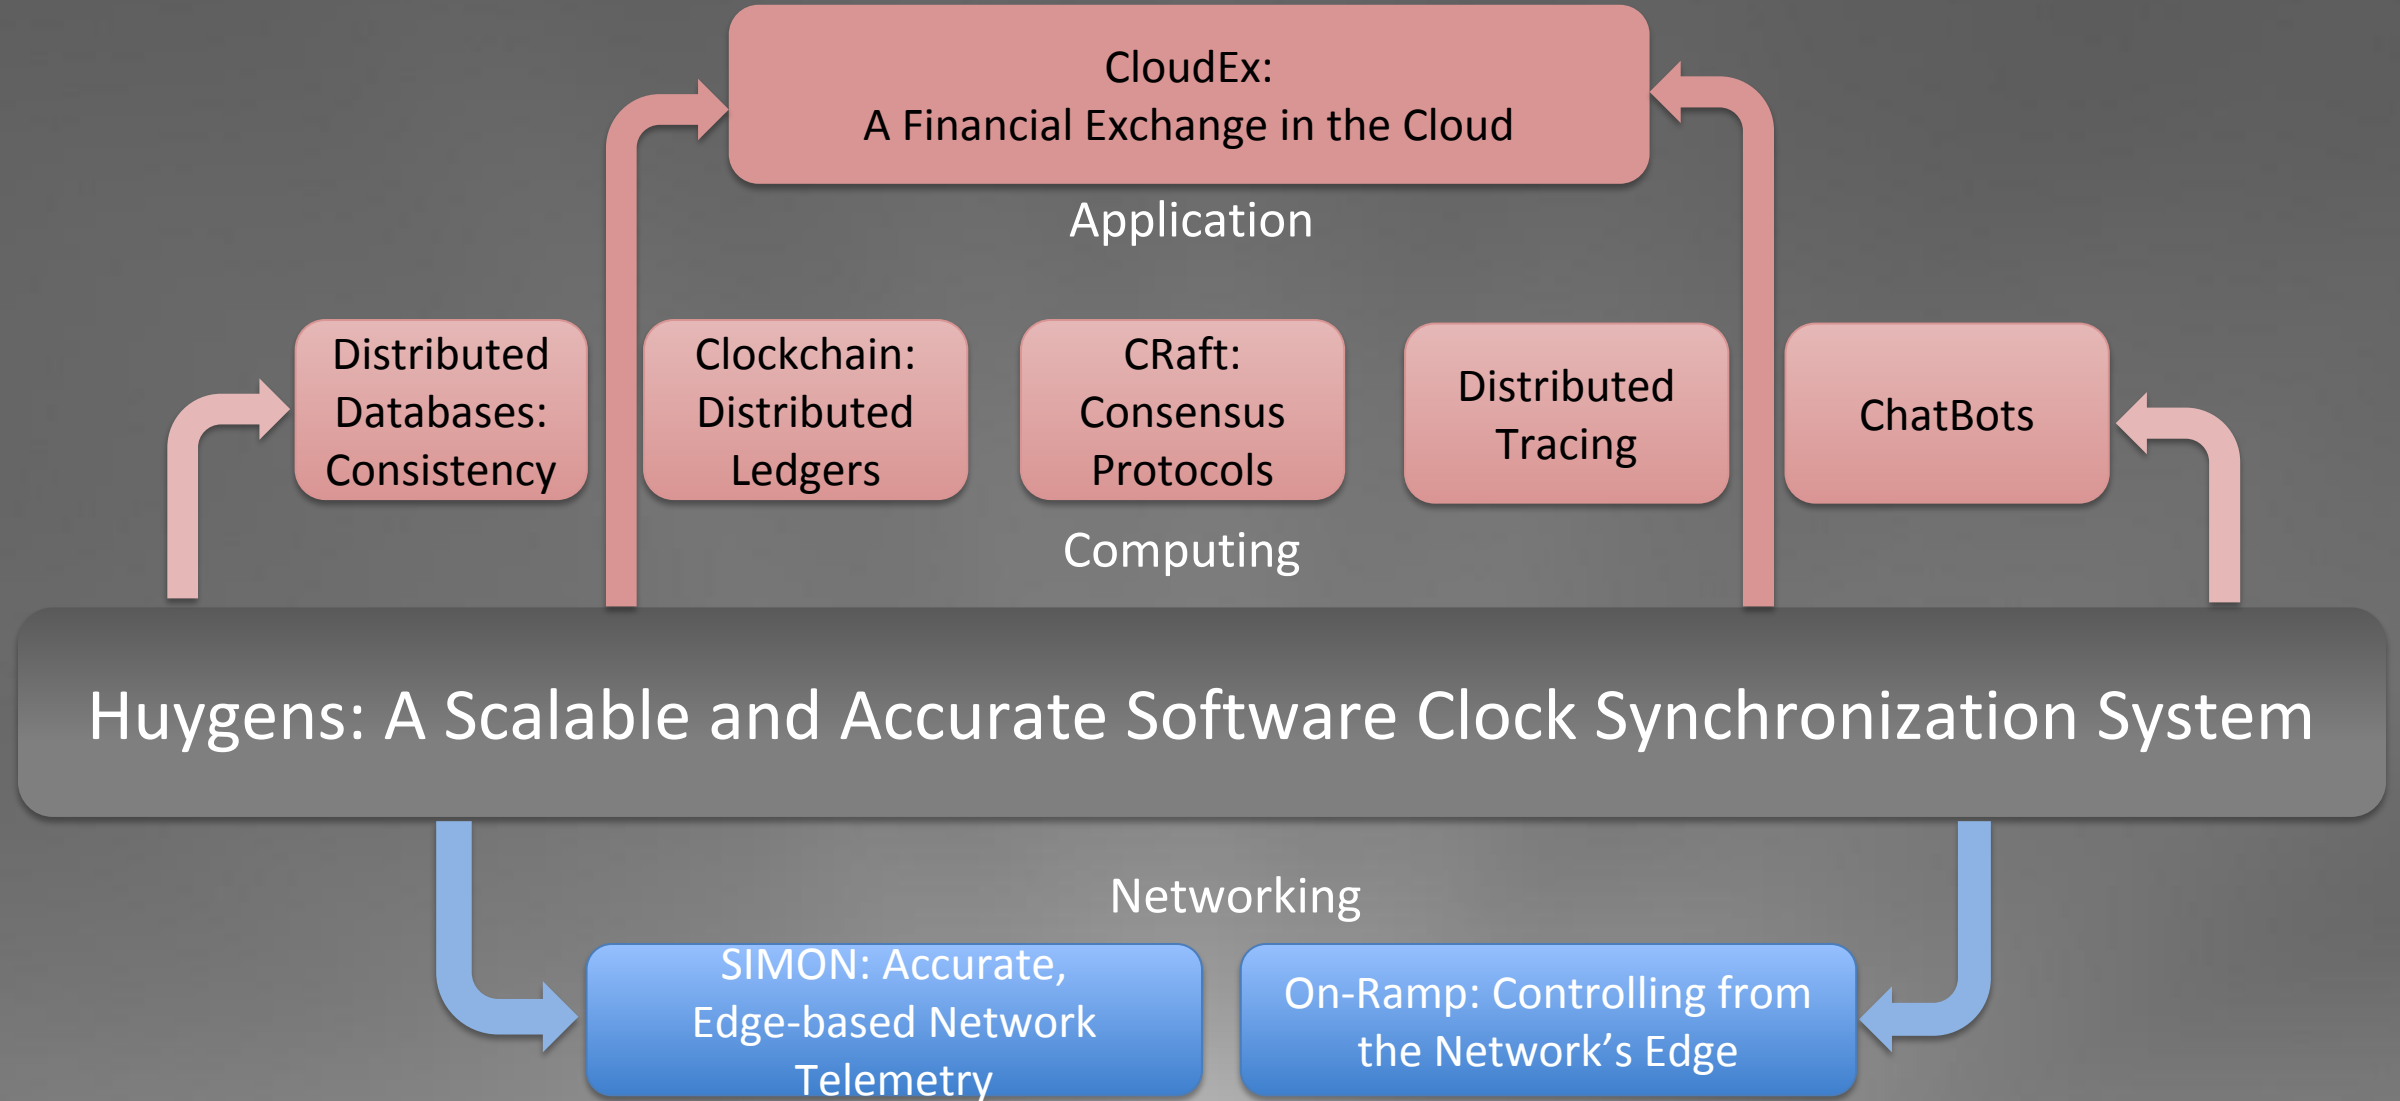 CloudEx:
A Financial Exchange in the Cloud
Application
Distributed
Databases:
Consistency
Clockchain:
Distributed
Ledgers
CRaft:
Consensus
Protocols
Distributed
Tracing
ChatBots
Computing
Huygens: A Scalable and Accurate Software Clock Synchronization System
Networking
SIMON: Accurate,
Edge-based Network
Telemetry
On-Ramp: Controlling from
the Network’s Edge